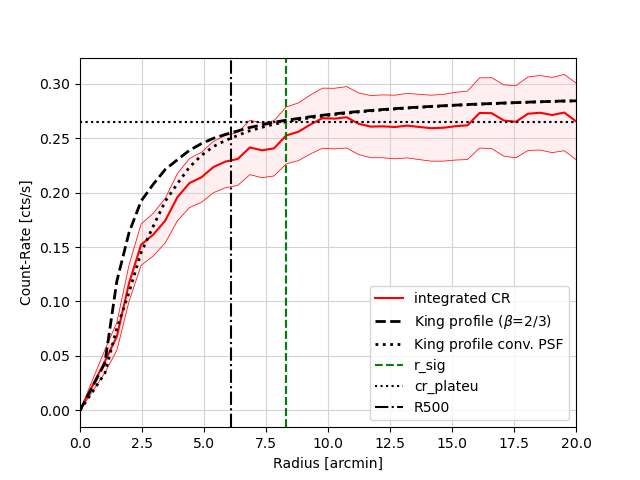 0.30
0.25
0.20
0.15
0.10
0.05
0.00
Count-Rate [cts/s]
integrated CR
King profile (β=2/3)
King profile conv. PSF
r_sig
cr_plateu
R500
0.0 2.5 5.0 7.5 10.0 12.5 15.0 17.5 20.0
Radius [arcmin]